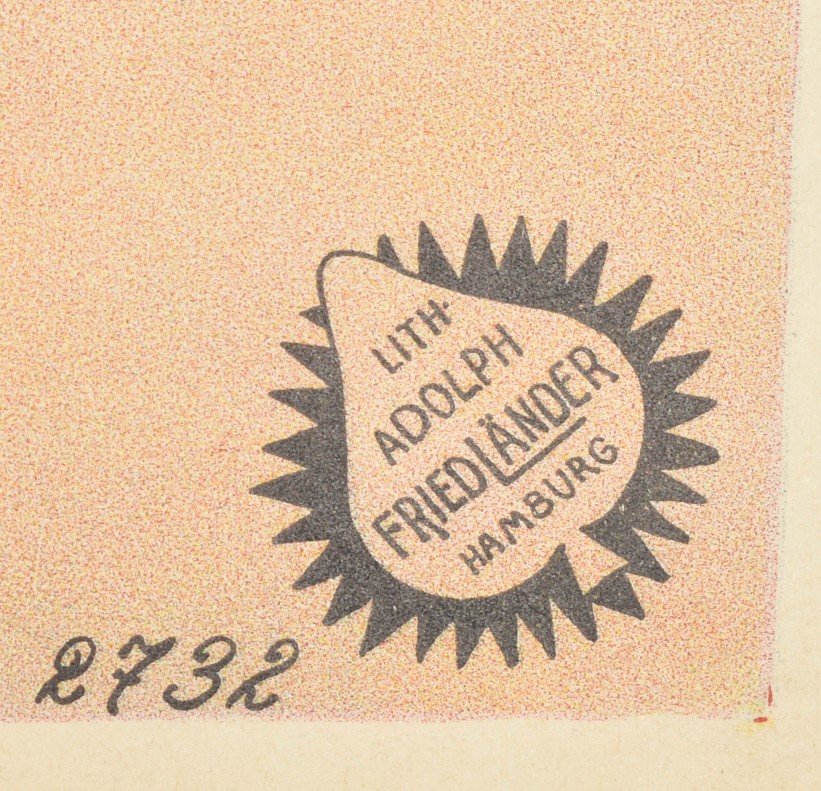 LITH.
ADOLPH
FRIEDLÄNDER
HAMBURG
2732